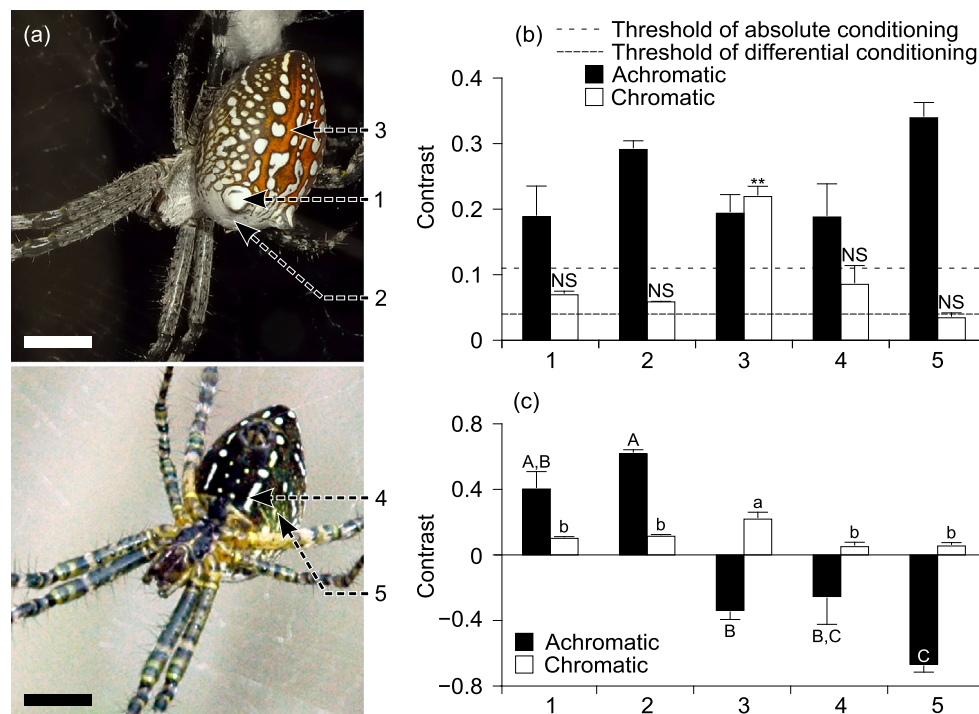 (a)
3
1
2
4
5
(b)
Threshold of absolute conditioning
Threshold of differential conditioning
Achromatic
Chromatic
Contrast
0.4
0.3
0.2
0.1
0
NS
NS
**
NS
NS
1 2 3 4 5
(c)
Contrast
0.8
0.4
0
−0.4
−0.8
A,B
b
A
b
a
B
b
B,C
b
C
Achromatic
Chromatic
1 2 3 4 5